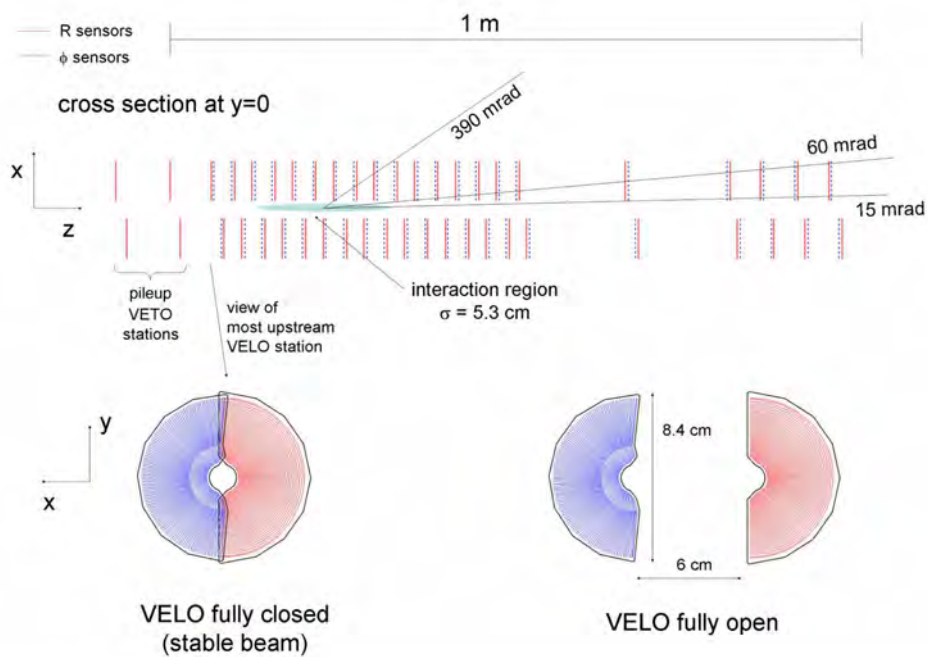 R sensors
ϕ sensors
1 m
cross section at y=0
390 mrad
60 mrad
15 mrad
x
z
pileup
VETO
stations
view of
most upstream
VELO station
interaction region
σ = 5.3 cm
y
x
8.4 cm
6 cm
VELO fully closed
(stable beam)
VELO fully open